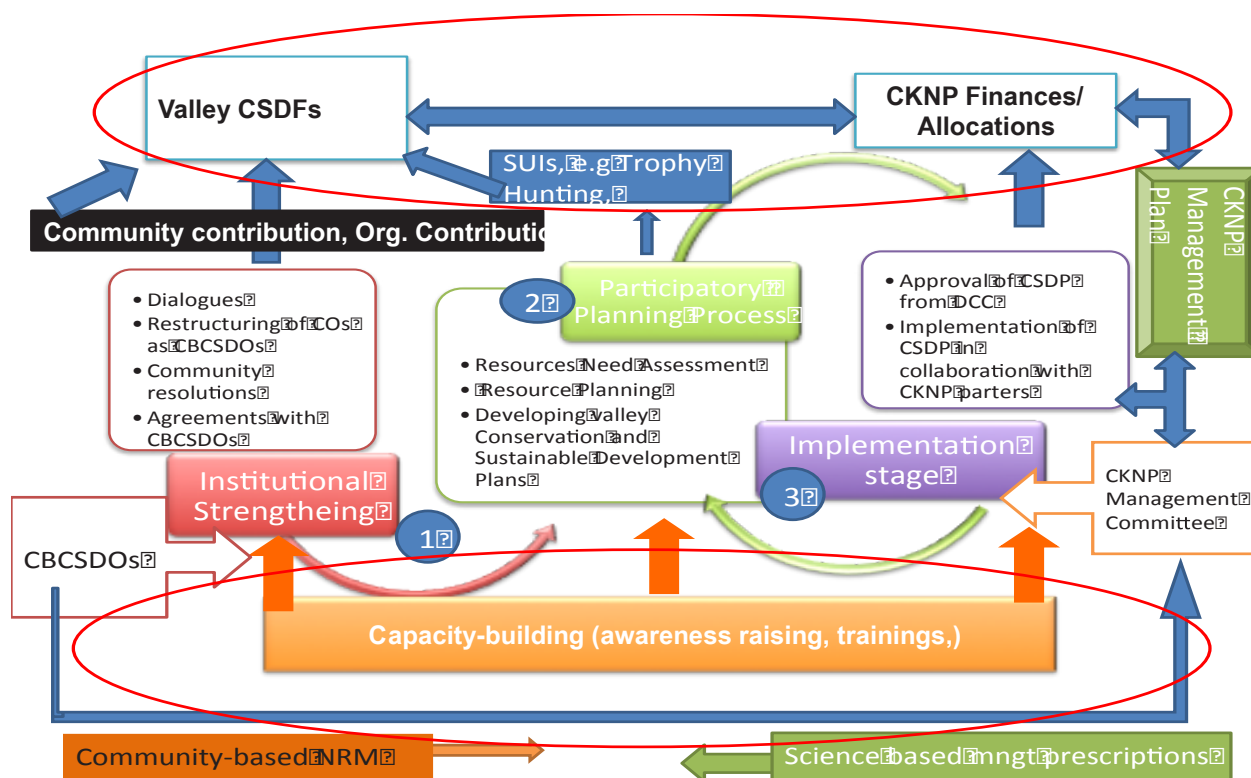 Valley CSDFs
CKNP Finances/
Allocations
SUIs, e.g Trophy
Hunting,
CKNP
Management
Plan
Community contribution, Org. Contributio
• Dialogues
• Restructuring of COs
as CBCSDOs
• Community
resolutions
• Agreements with
CBCSDOs
2
Participatory
Planning Process
• Resources Need Assessment
• Resource Planning
• Developing valley
Conservation and
Sustainable Development
Plans
• Approval of CSDP
from DCC
• Implementation of
CSDP in
collaboration with
CKNP parters
Institutional
Strengtheing
1
Implementation
stage
3
CKNP
Management
Committee
CBCSDOs
Capacity-building (awareness raising, trainings,)
Community-based NRM
Science based mngt prescriptions